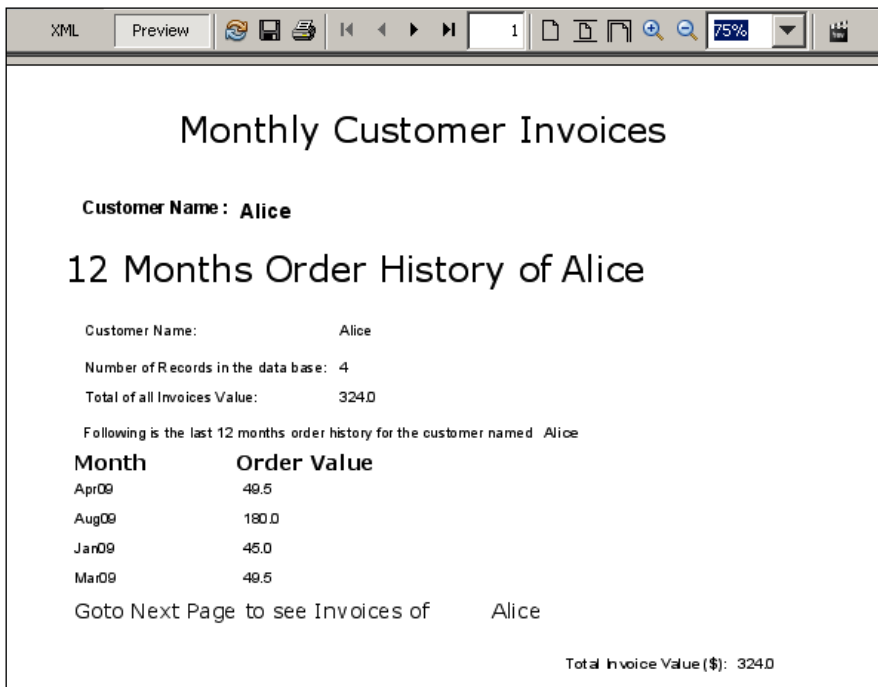 XML Preview 1 75%
Monthly Customer Invoices
Customer Name: Alice
12 Months Order History of Alice
Customer Name: Alice
Number of Records in the data base: 4
Total of all Invoices Value: 324.0
Following is the last 12 months order history for the customer named Alice
Month Order Value
Apr09 49.5
Aug09 180.0
Jan09 45.0
Mar09 49.5
Goto Next Page to see Invoices of Alice
Total Invoice Value($): 324.0